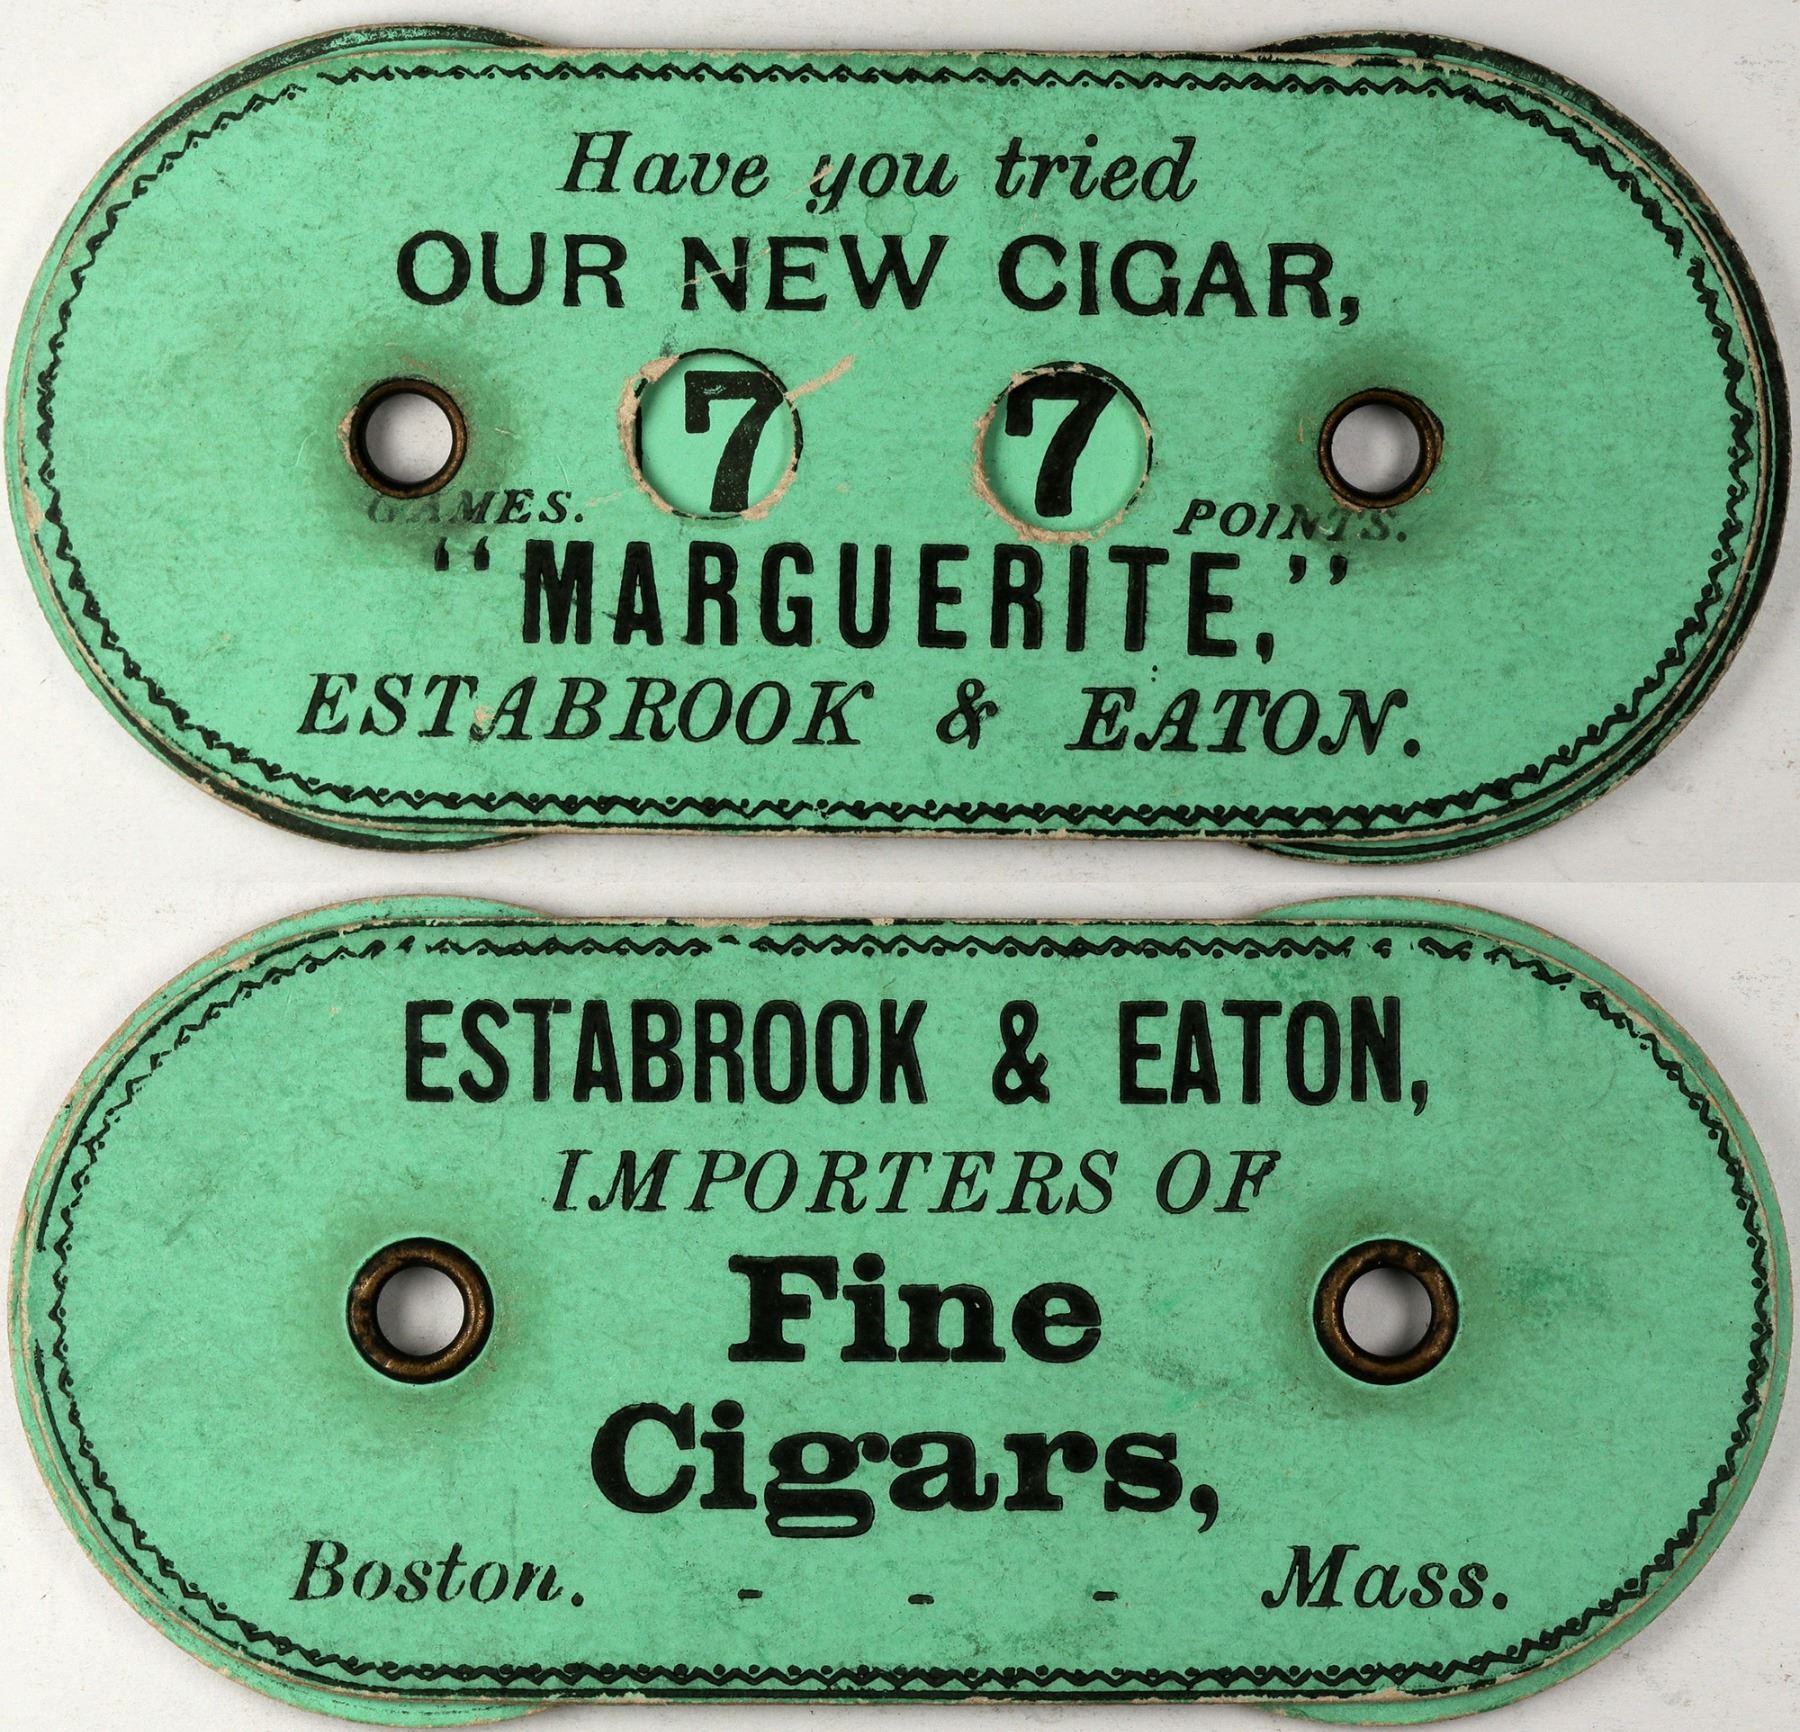 Have you tried
OUR NEW CIGAR,
7 7
GAMES. POINTS.
“MARGUERITE,”
ESTABROOK & EATON.
ESTABROOK & EATON,
IMPORTERS OF
Fine
Cigars,
Boston. - - - Mass.